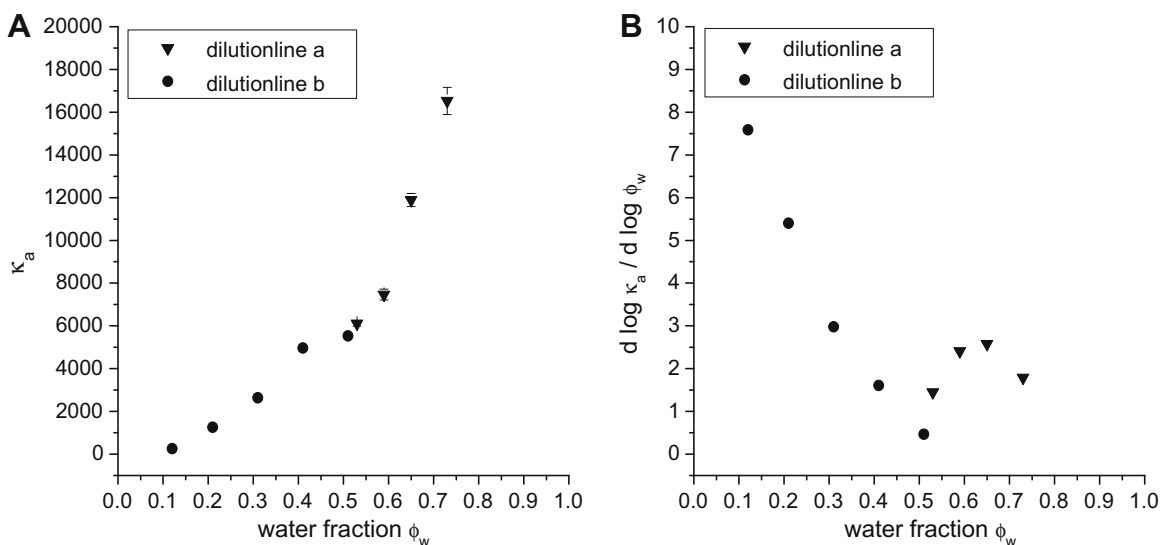 A
dilutionline a
dilutionline b
κa
20000
18000
16000
14000
12000
10000
8000
6000
4000
2000
0
0.0 0.1 0.2 0.3 0.4 0.5 0.6 0.7 0.8 0.9 1.0
water fraction ϕw
B
dilutionline a
dilutionline b
d log κa / d log ϕw
10
9
8
7
6
5
4
3
2
1
0
0.0 0.1 0.2 0.3 0.4 0.5 0.6 0.7 0.8 0.9 1.0
water fraction ϕw